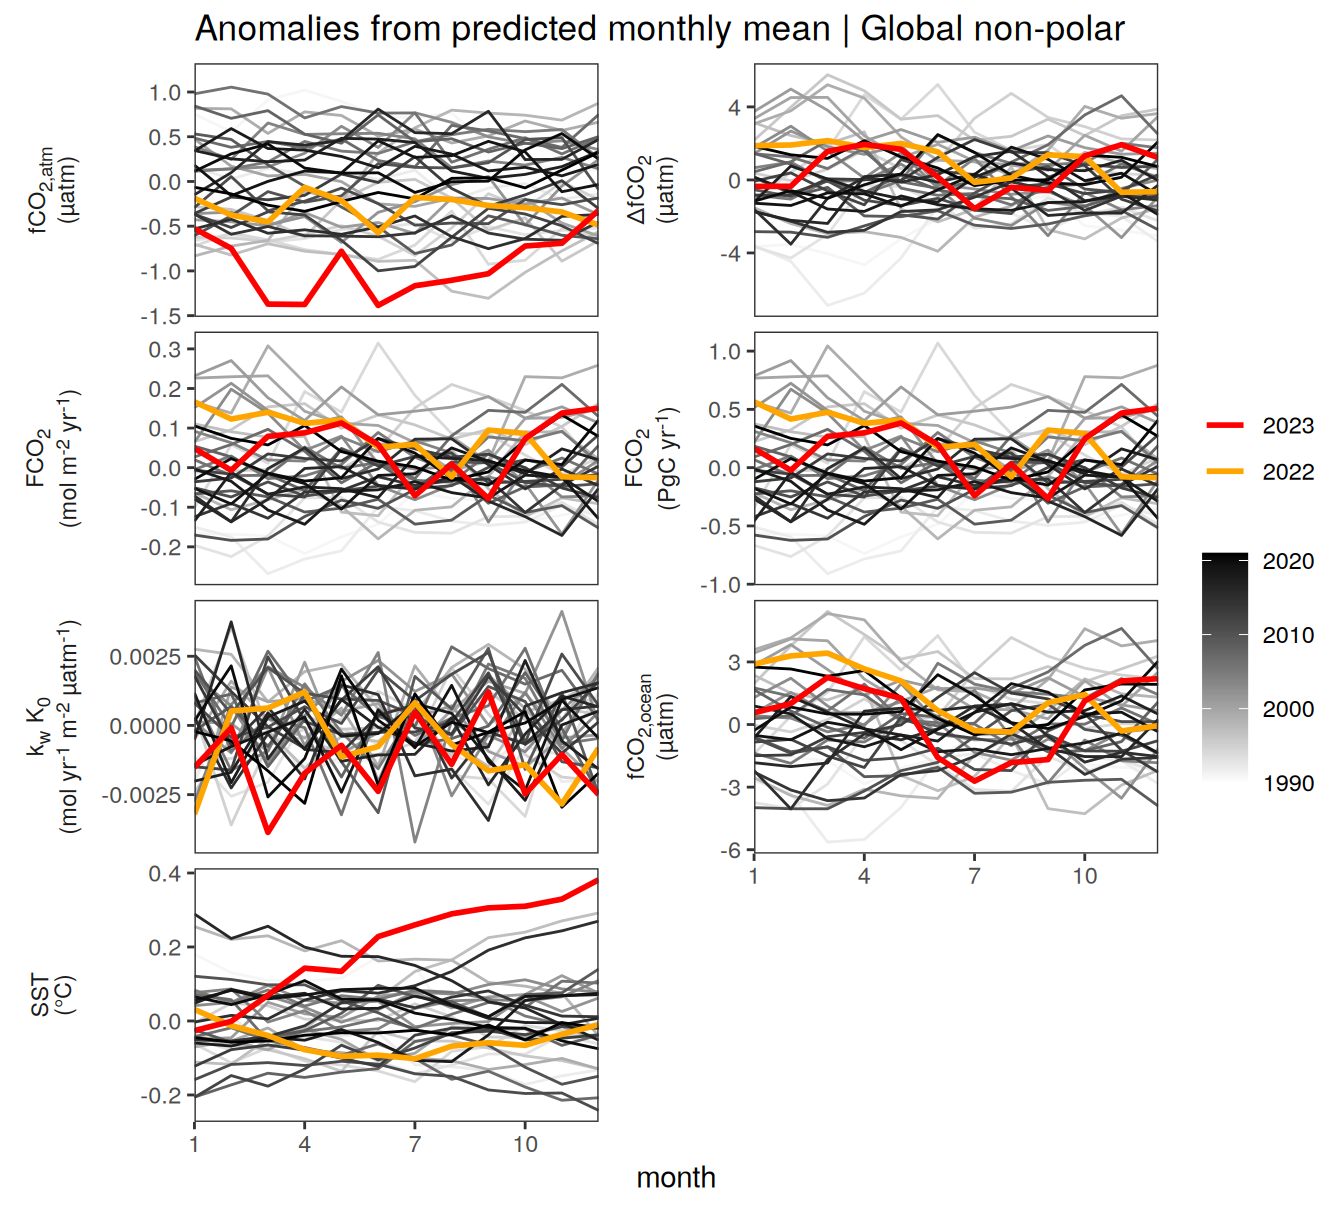 Anomalies from predicted monthly mean | Global non-polar
fCO2,atm
(µatm)
1.0
0.5
0.0
-0.5
-1.0
-1.5
ΔfCO2
(µatm)
4
0
-4
FCO2
(mol m-2 yr-1)
0.3
0.2
0.1
0.0
-0.1
-0.2
FCO2
(PgC yr-1)
1.0
0.5
0.0
-0.5
-1.0
kw K0
(mol yr-1 m-2 µatm-1)
0.0025
0.0000
-0.0025
fCO2,ocean
(µatm)
3
0
-3
-6
1 4 7 10
SST
(°C)
0.4
0.2
0.0
-0.2
1 4 7 10
month
2023
2022
2020
2010
2000
1990